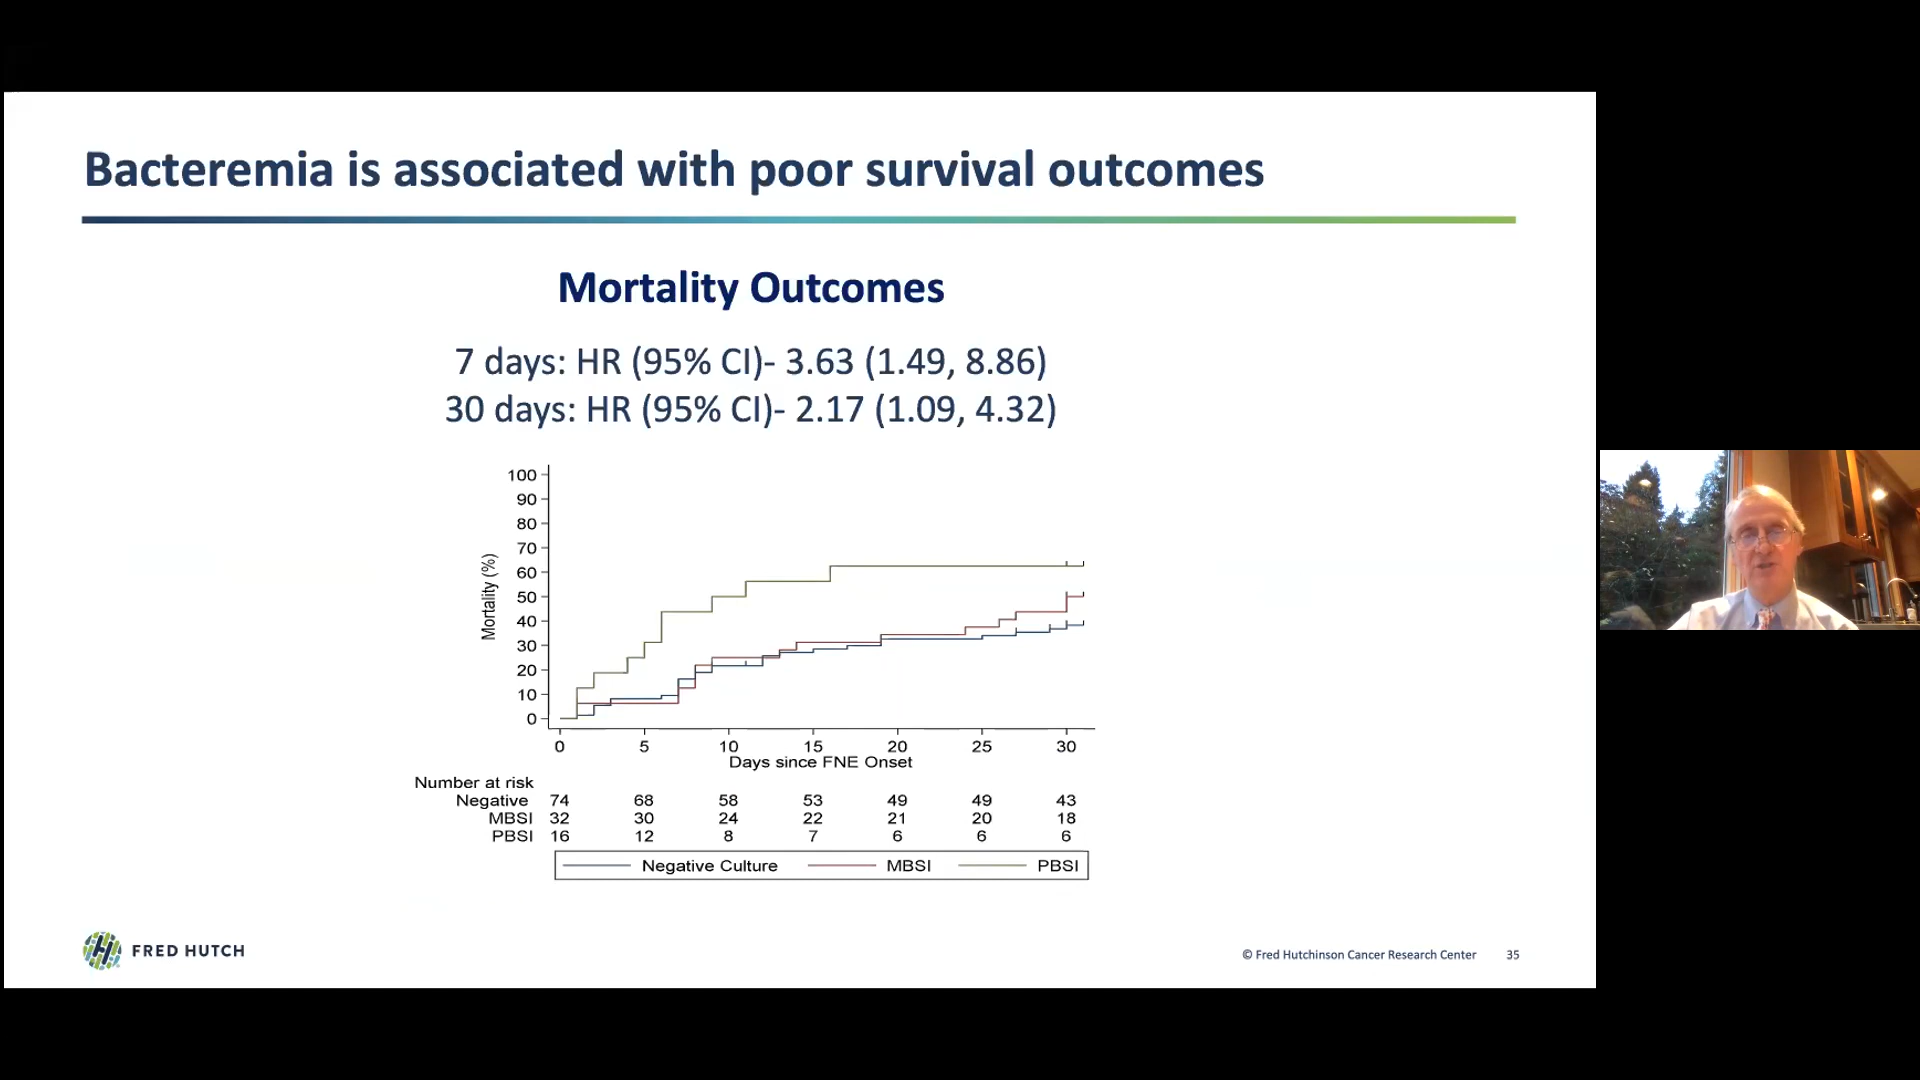 Bacteremia is associated with poor survival outcomes
Mortality Outcomes
7 days: HR (95% CI)- 3.63 (1.49, 8.86)
30 days: HR (95% CI)- 2.17 (1.09, 4.32)
Mortality (%)
100
90
80
70
60
50
40
30
20
10
0
0 5 10 15 20 25 30
Days since FNE Onset
Number at risk
Negative 74 68 58 53 49 49 43
MBSI 32 30 24 22 21 20 18
PBSI 16 12 8 7 6 6 6
Negative Culture MBSI PBSI
FRED HUTCH
© Fred Hutchinson Cancer Research Center 35